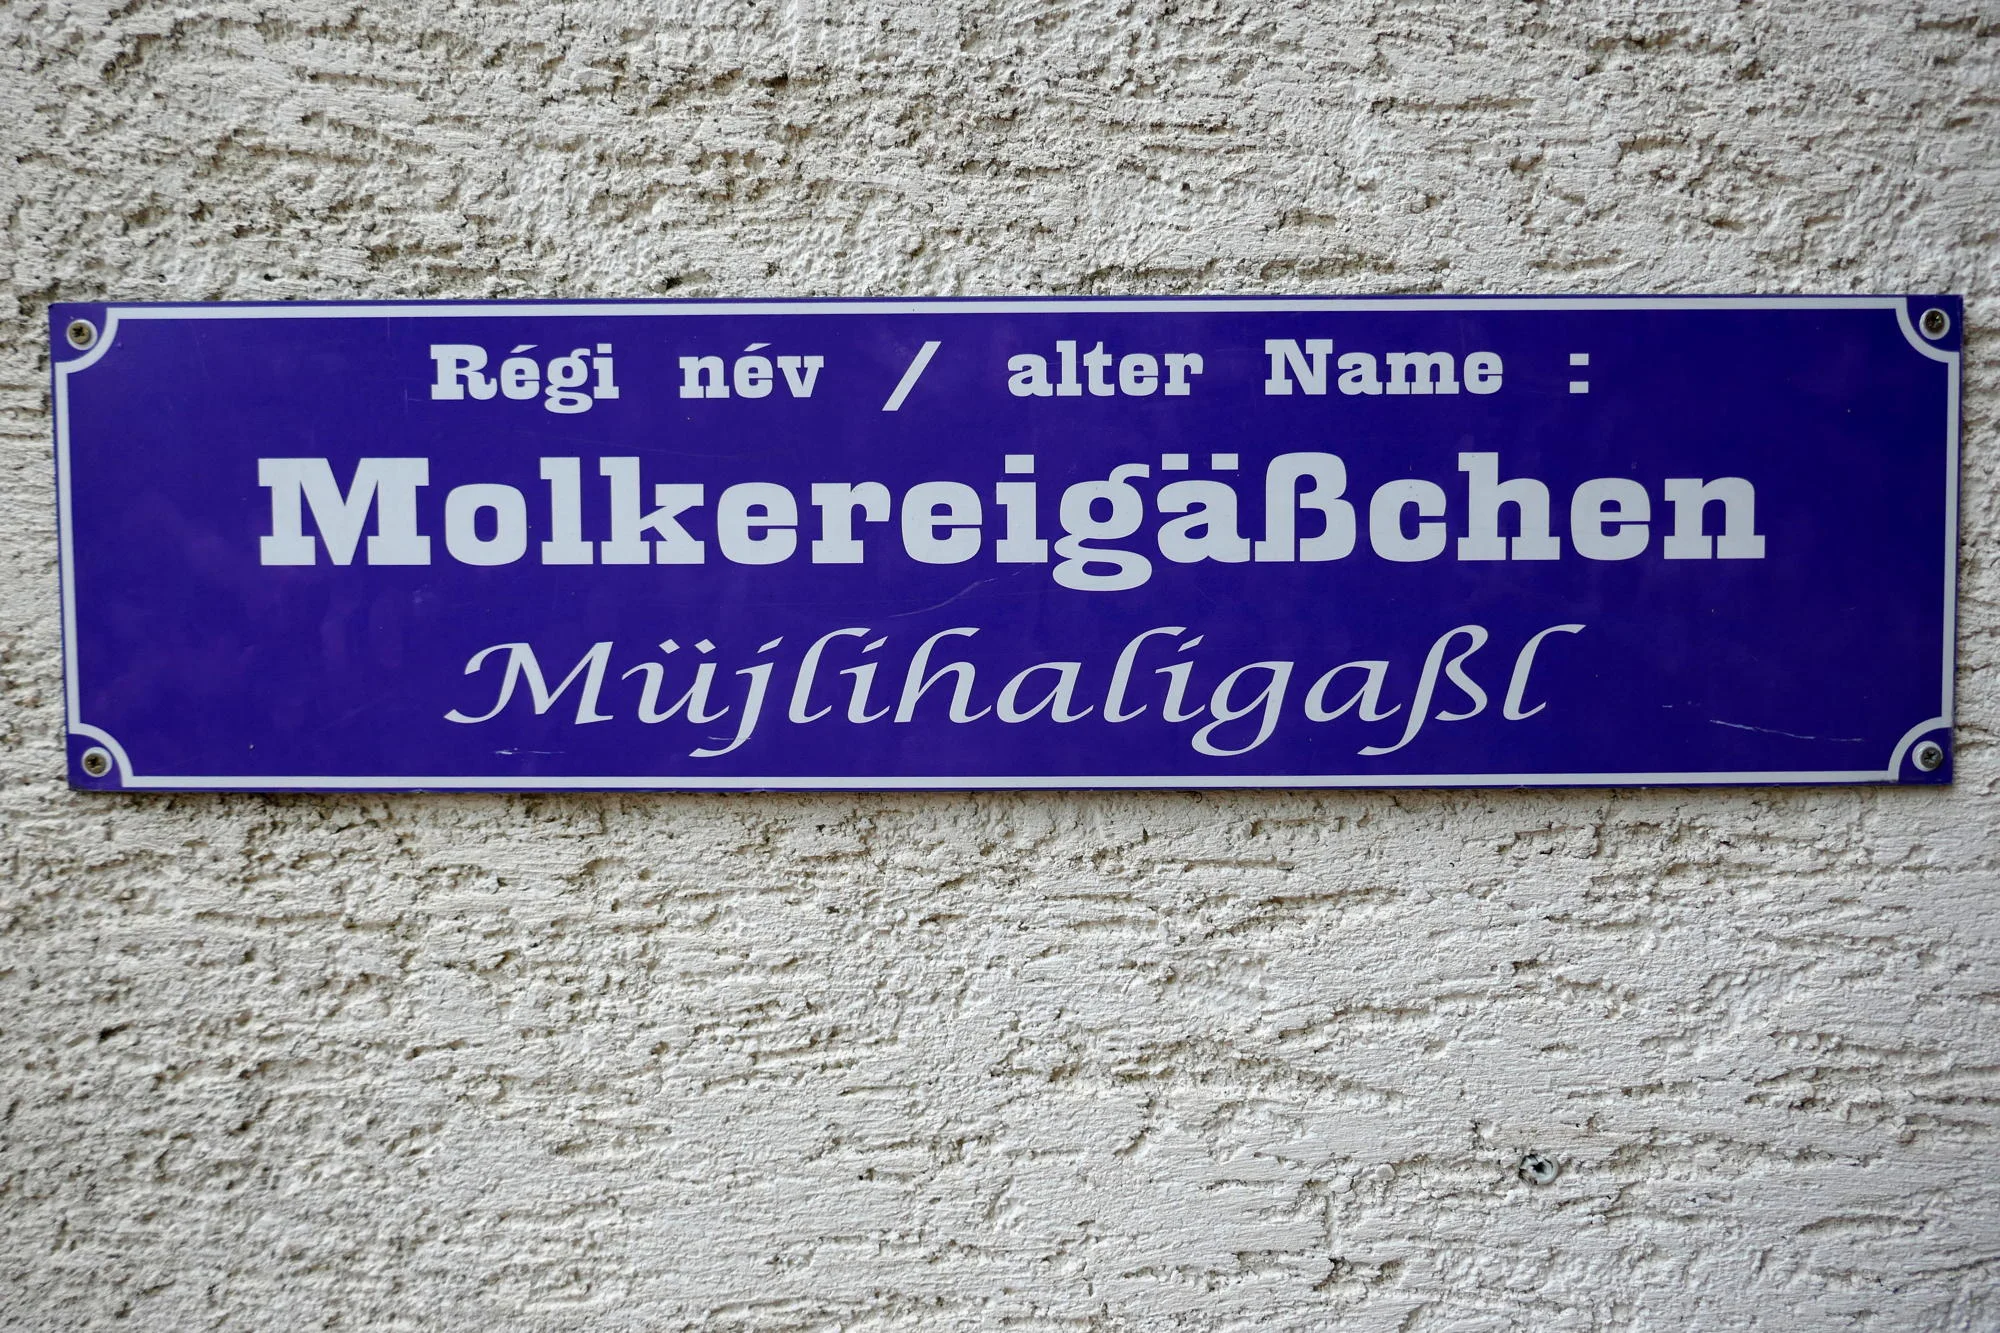 Régi név / alter Name :
Molkereigäßchen
Müjlihaligaßl